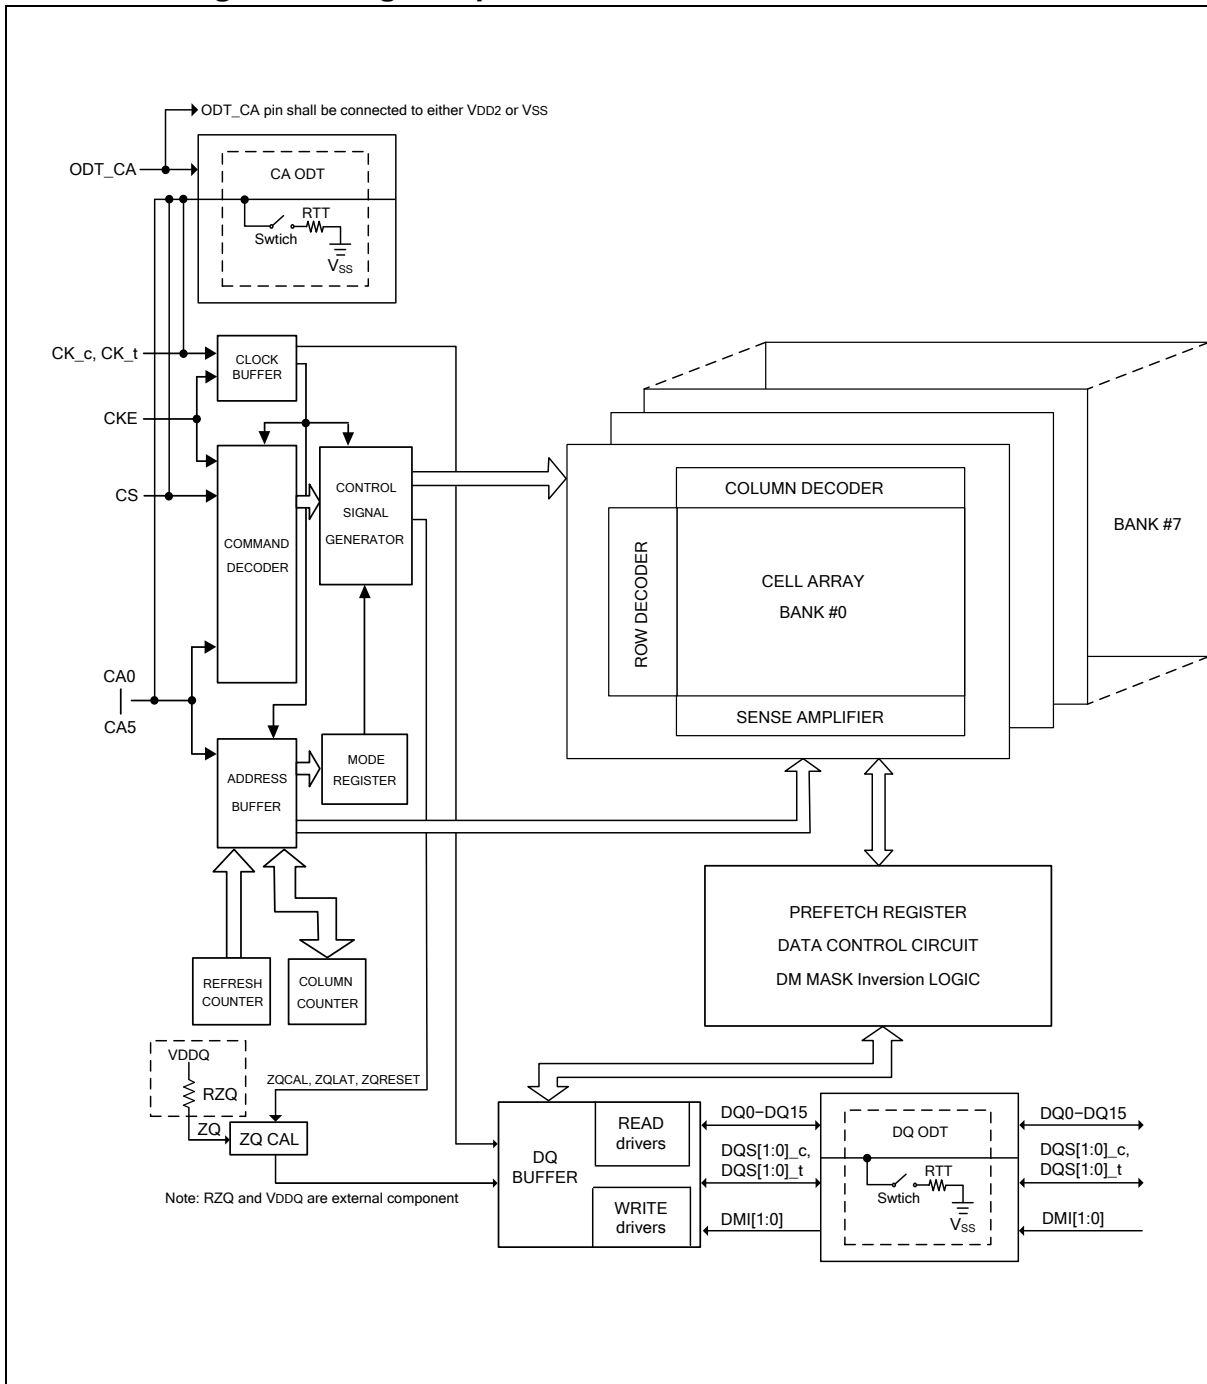 ODT_CA pin shall be connected to either VDD2 or VSS
ODT_CA
CA ODT
RTT
Swtich
VSS
CK_c, CK_t
CLOCK
BUFFER
CKE
CS
COMMAND
DECODER
CONTROL
SIGNAL
GENERATOR
COLUMN DECODER
ROW DECODER
CELL ARRAY
BANK #0
SENSE AMPLIFIER
BANK #7
CA0
CA5
ADDRESS
BUFFER
MODE
REGISTER
REFRESH
COUNTER
COLUMN
COUNTER
PREFETCH REGISTER
DATA CONTROL CIRCUIT
DM MASK Inversion LOGIC
VDDQ
RZQ
ZQ
ZQCAL, ZQLAT, ZQRESET
ZQ CAL
Note: RZQ and VDDQ are external component
DQ
BUFFER
READ
drivers
WRITE
drivers
DQ0−DQ15
DQS[1:0]_c,
DQS[1:0]_t
DMI[1:0]
DQ ODT
RTT
Swtich
VSS
DQ0−DQ15
DQS[1:0]_c,
DQS[1:0]_t
DMI[1:0]